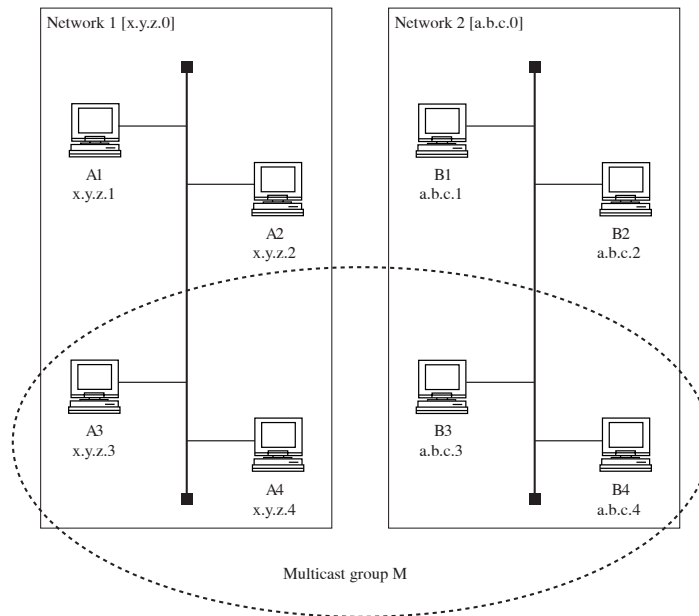 Network 1 [x.y.z.0]
Network 2 [a.b.c.0]
A1
x.y.z.1
B1
a.b.c.1
A2
x.y.z.2
B2
a.b.c.2
A3
x.y.z.3
B3
a.b.c.3
A4
x.y.z.4
B4
a.b.c.4
Multicast group M